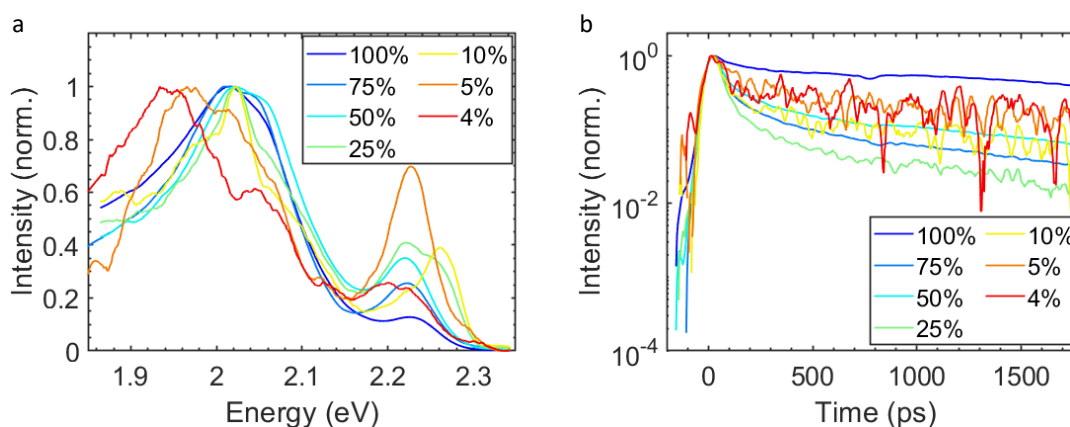 a
Intensity (norm.)
1
0.8
0.6
0.4
0.2
0
1.9 2 2.1 2.2 2.3
Energy (eV)
100% 10%
75% 5%
50% 4%
25%
b
Intensity (norm.)
10^0
10^-2
10^-4
0 500 1000 1500
Time (ps)
100% 10%
75% 5%
50% 4%
25%